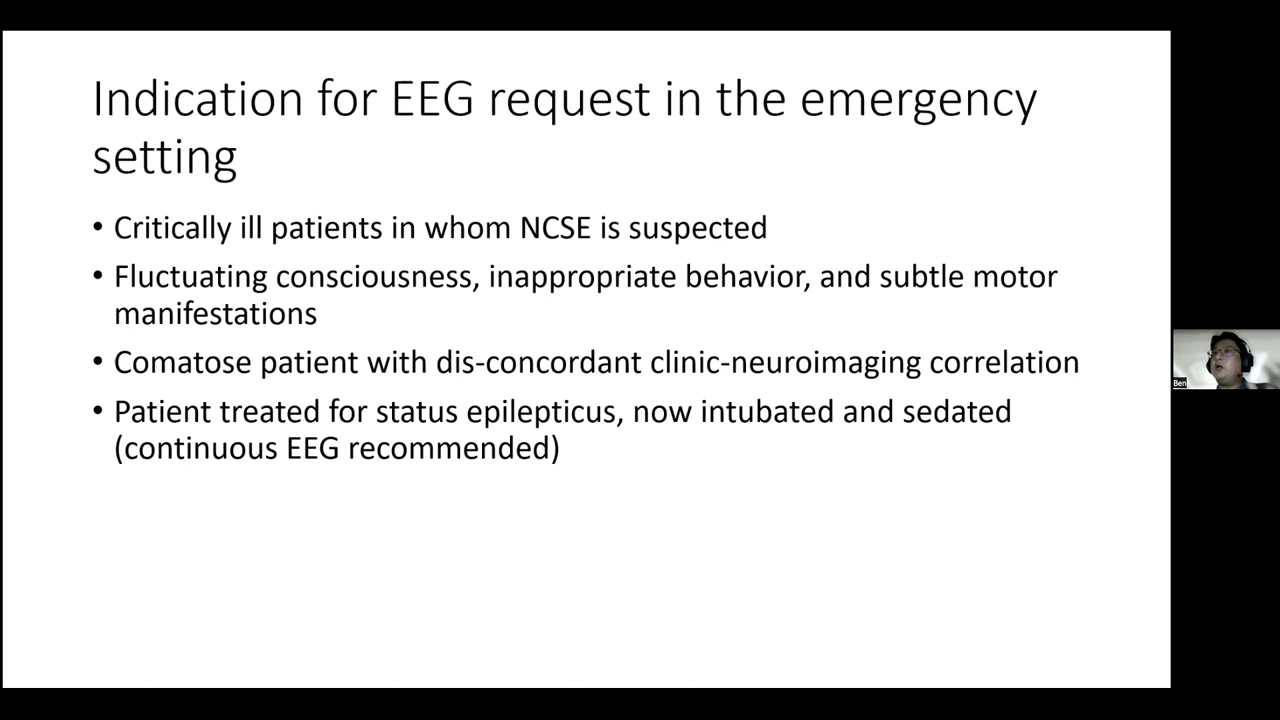 Indication for EEG request in the emergency
setting
• Critically ill patients in whom NCSE is suspected
• Fluctuating consciousness, inappropriate behavior, and subtle motor
manifestations
• Comatose patient with dis-concordant clinic-neuroimaging correlation
• Patient treated for status epilepticus, now intubated and sedated
(continuous EEG recommended)
Ben